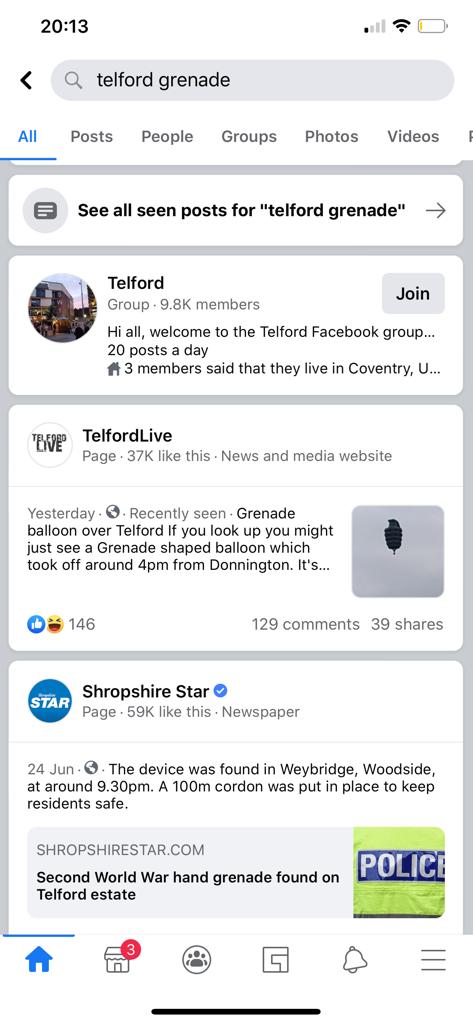 20:13
telford grenade
All Posts People Groups Photos Videos
See all seen posts for "telford grenade"
Telford
Group · 9.8K members
Join
Hi all, welcome to the Telford Facebook group...
20 posts a day
3 members said that they live in Coventry, U...
TELFORD
LIVE
TelfordLive
Page · 37K like this · News and media website
Yesterday · Recently seen · Grenade
balloon over Telford If you look up you might
just see a Grenade shaped balloon which
took off around 4pm from Donnington. It's...
146
129 comments 39 shares
Shropshire
STAR
Shropshire Star
Page · 59K like this · Newspaper
24 Jun · The device was found in Weybridge, Woodside,
at around 9.30pm. A 100m cordon was put in place to keep
residents safe.
SHROPSHIRESTAR.COM
Second World War hand grenade found on
Telford estate
POLICE
3